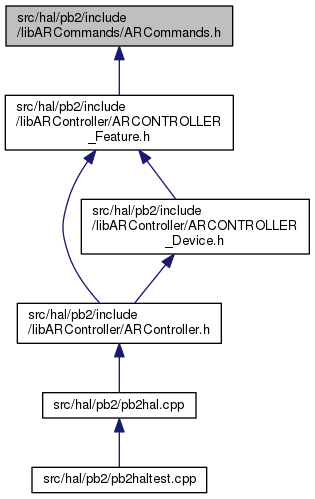 src/hal/pb2/include
/libARCommands/ARCommands.h
src/hal/pb2/include
/libARController/ARCONTROLLER
_Feature.h
src/hal/pb2/include
/libARController/ARCONTROLLER
_Device.h
src/hal/pb2/include
/libARController/ARController.h
src/hal/pb2/pb2hal.cpp
src/hal/pb2/pb2haltest.cpp